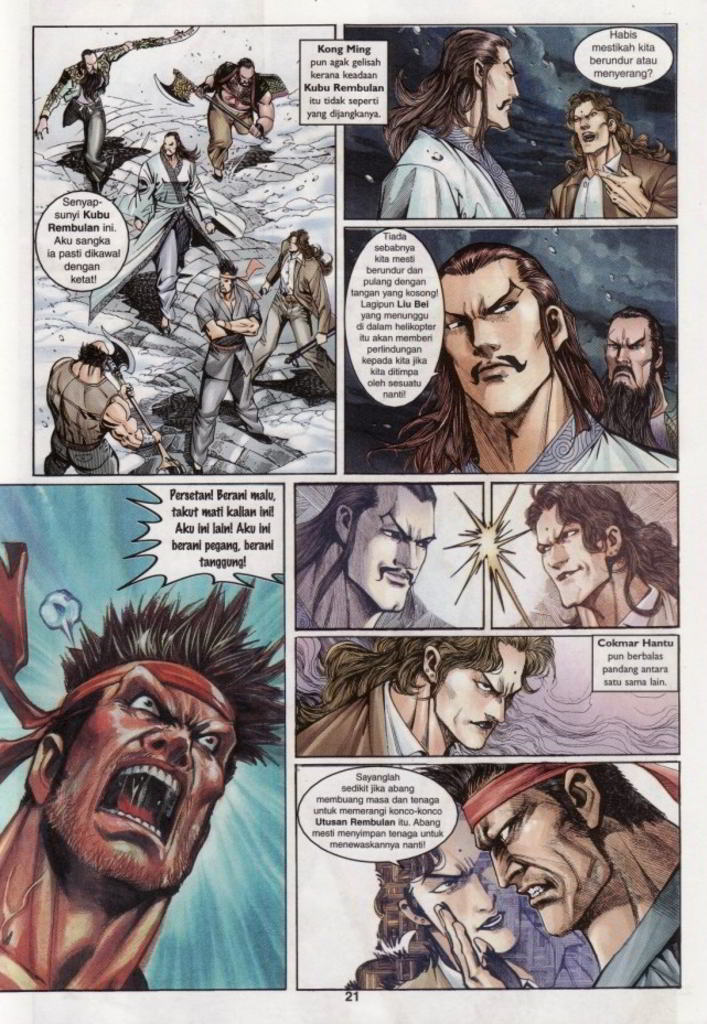 Kong Ming
pun agak gelisah
kerana keadaan
Kubu Rembulan
itu tidak seperti
yang dijangkanya.
Senyap-
sunyi Kubu
Rembulan ini.
Aku sangka
ia pasti dikawal
dengan
ketat!
Habis
mestikah kita
berundur atau
menyerang?
Tiada
sebabnya
kita mesti
berundur dan
pulang dengan
tangan yang kosong!
Lagipun Liu Bei
yang menunggu
di dalam helikopter
itu akan memberi
perlindungan
kepada kita jika
kita ditimpa
oleh sesuatu
nanti!
Persetan! Berani malu,
takut mati kalian ini!
Aku ini lain! Aku ini
berani pegang, berani
tanggung!
Cokmar Hantu
pun berbalas
pandang antara
satu sama lain.
Sayanglah
sedikit jika abang
membuang masa dan tenaga
untuk memerangi konco-konco
Utusan Rembulan itu. Abang
mesti menyimpan tenaga untuk
menewaskannya nanti!
21